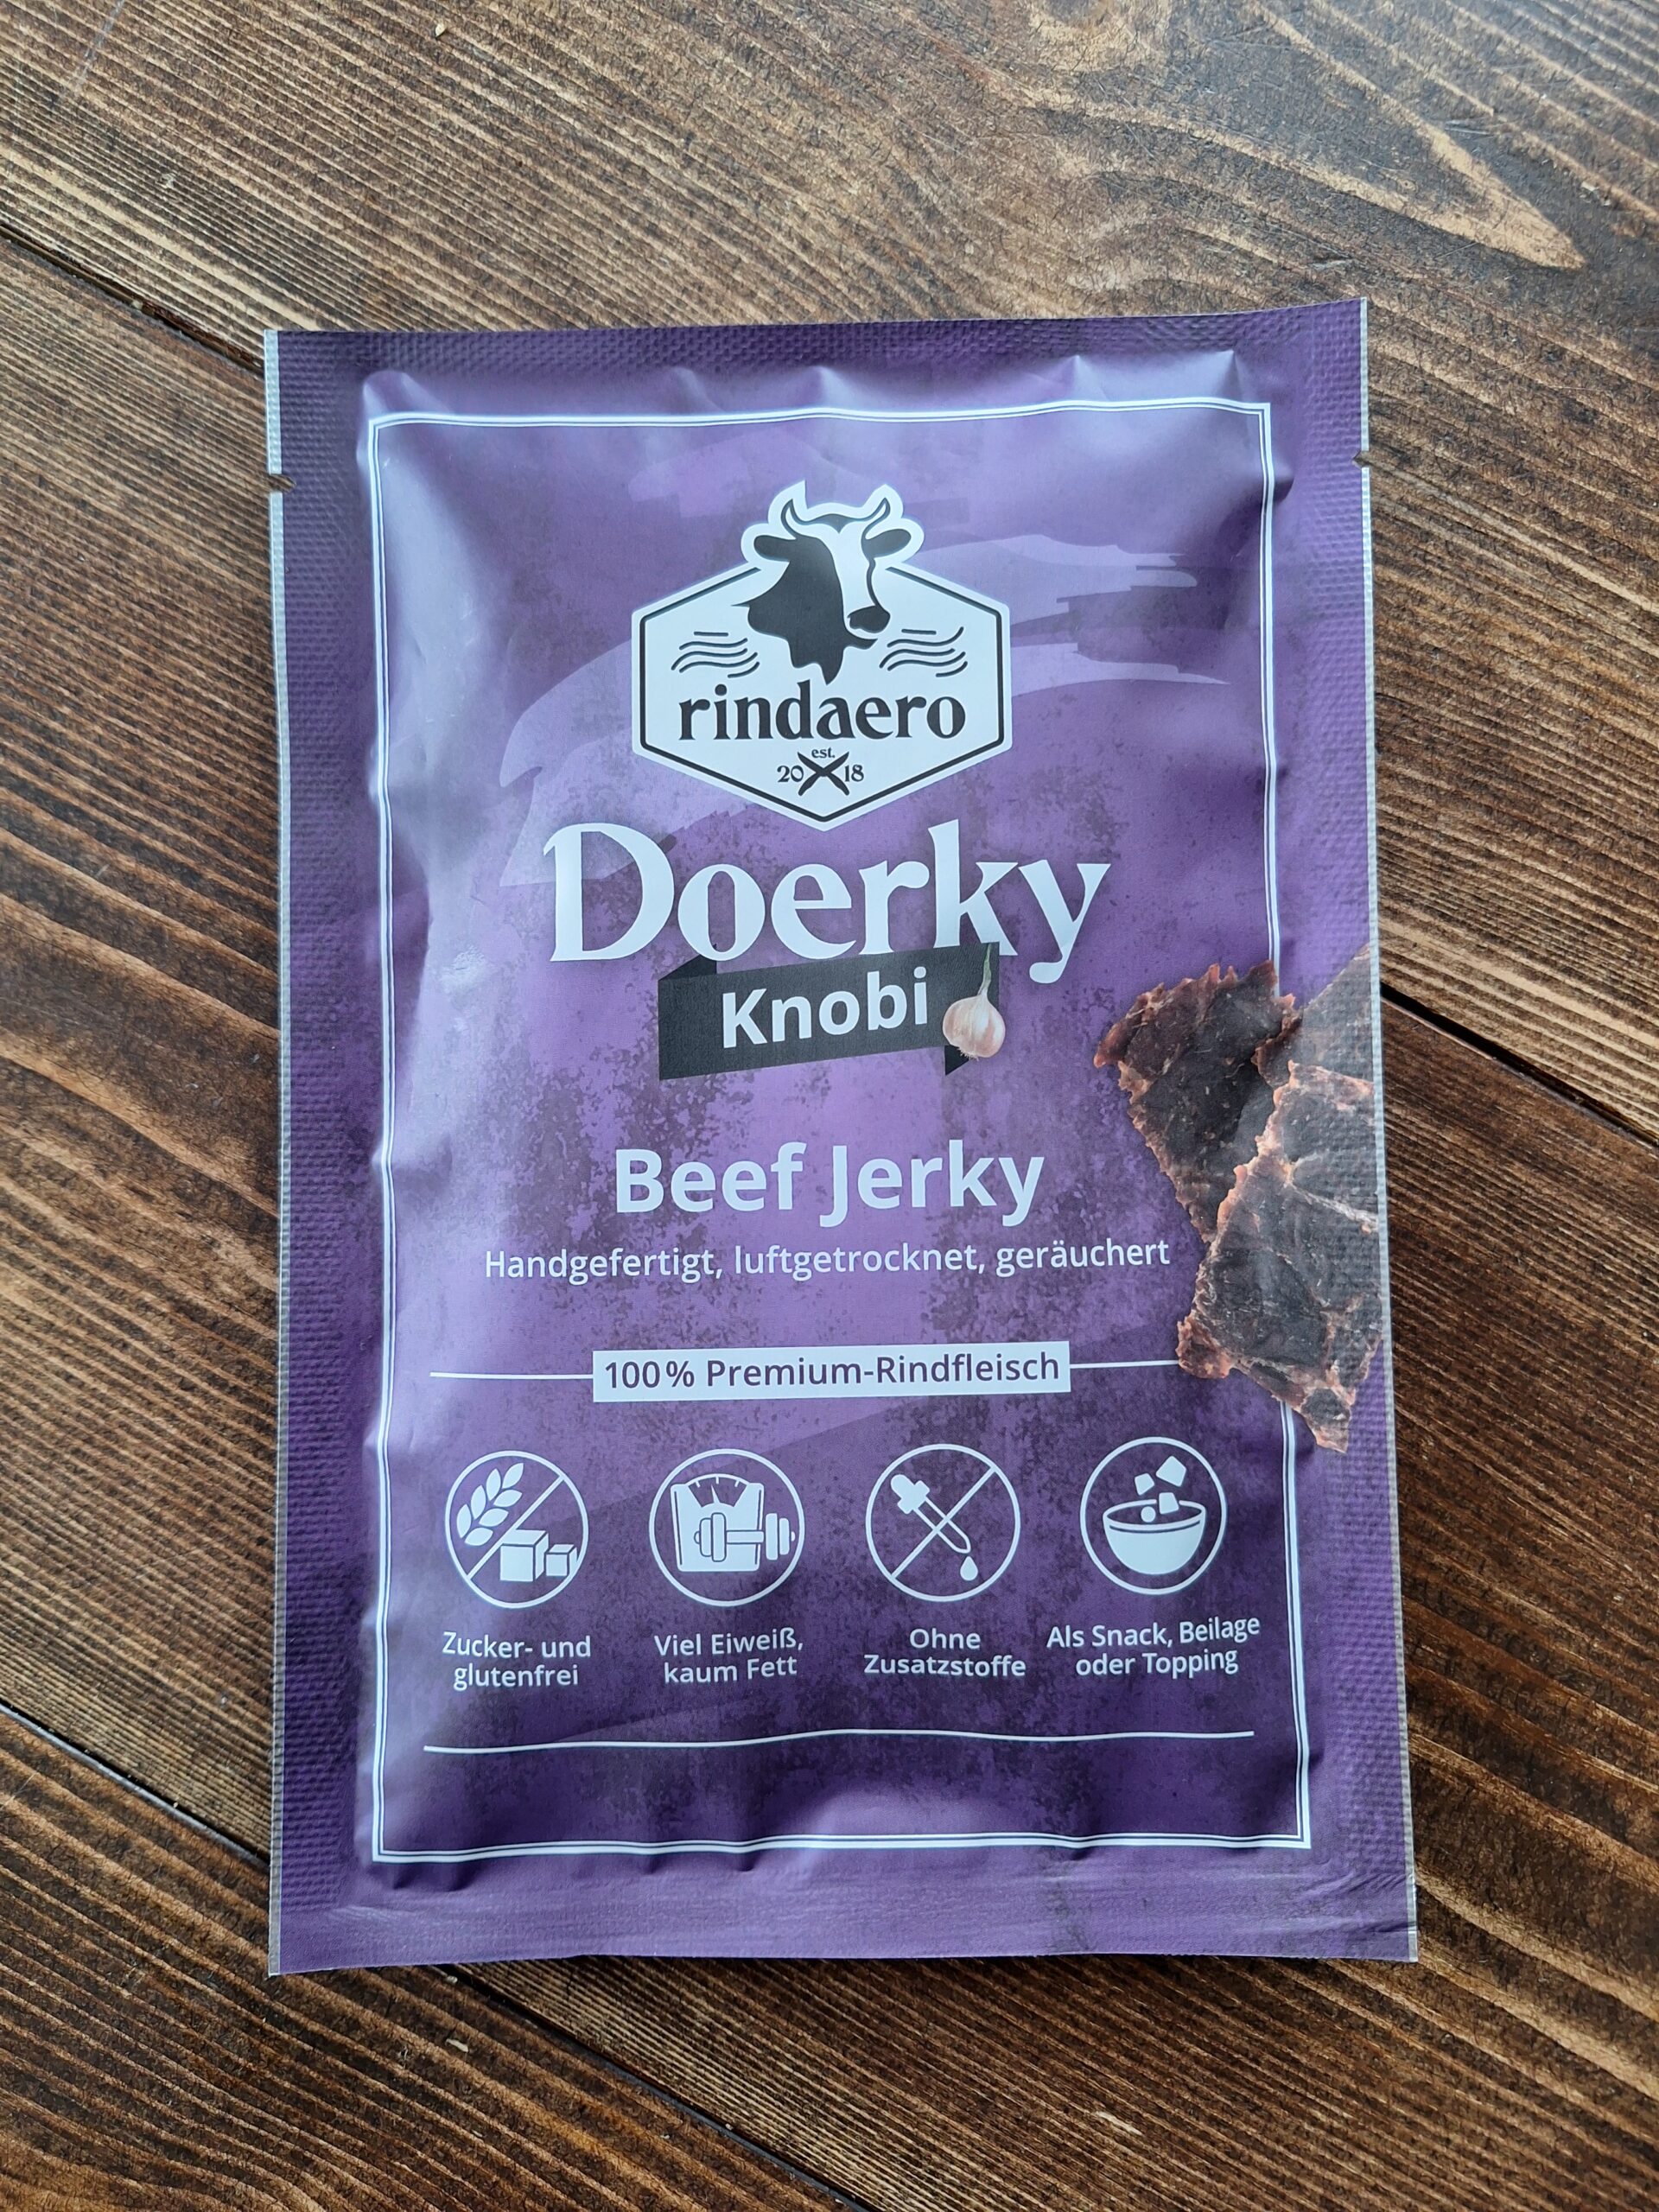 rindaero
est.
20 18
Doerky
Knobi
Beef Jerky
Handgefertigt, luftgetrocknet, geräuchert
100% Premium-Rindfleisch
Zucker- und
glutenfrei
Viel Eiweiß,
kaum Fett
Ohne
Zusatzstoffe
Als Snack, Beilage
oder Topping